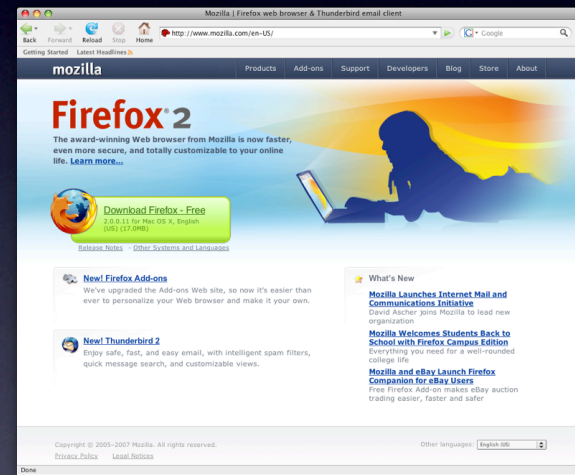 Mozilla | Firefox web browser & Thunderbird email client
Back Forward Reload Stop Home
http://www.mozilla.com/en-US/
G Google
Getting Started Latest Headlines
mozilla
Products Add-ons Support Developers Blog Store About
Firefox® 2
The award-winning Web browser from Mozilla is now faster,
even more secure, and totally customizable to your online
life. Learn more...
Download Firefox - Free
2.0.0.11 for Mac OS X, English
(US) (17.0MB)
Release Notes - Other Systems and Languages
New! Firefox Add-ons
We've upgraded the Add-ons Web site, so now it's easier than
ever to personalize your Web browser and make it your own.
New! Thunderbird 2
Enjoy safe, fast, and easy email, with intelligent spam filters,
quick message search, and customizable views.
What's New
Mozilla Launches Internet Mail and
Communications Initiative
David Ascher joins Mozilla to lead new
organization
Mozilla Welcomes Students Back to
School with Firefox Campus Edition
Everything you need for a well-rounded
college life
Mozilla and eBay Launch Firefox
Companion for eBay Users
Free Firefox Add-on makes eBay auction
trading easier, faster and safer
Copyright © 2005–2007 Mozilla. All rights reserved.
Privacy Policy Legal Notices
Other languages: English (US)
Done